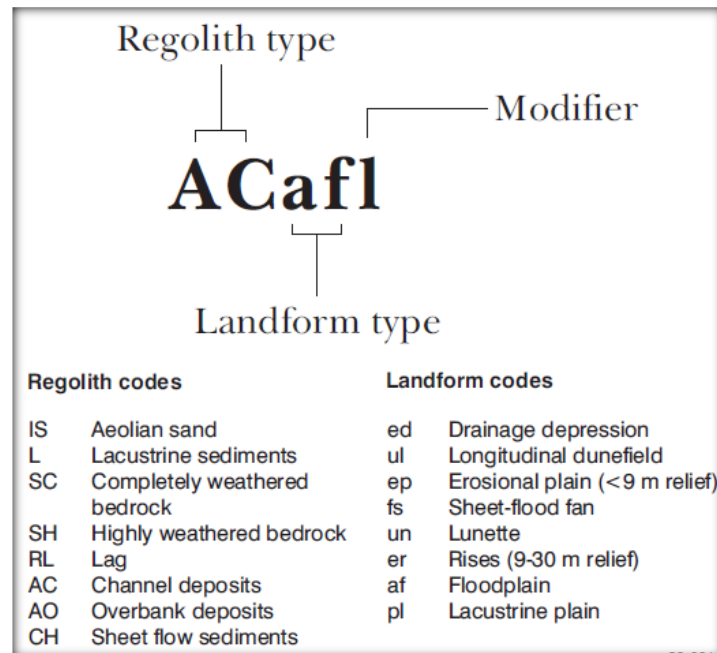 Regolith type
Modifier
ACafl
Landform type
Regolith codes
IS Aeolian sand
L Lacustrine sediments
SC Completely weathered
bedrock
SH Highly weathered bedrock
RL Lag
AC Channel deposits
AO Overbank deposits
CH Sheet flow sediments
Landform codes
ed Drainage depression
ul Longitudinal dunefield
ep Erosional plain (<9 m relief)
fs Sheet-flood fan
un Lunette
er Rises (9-30 m relief)
af Floodplain
pl Lacustrine plain